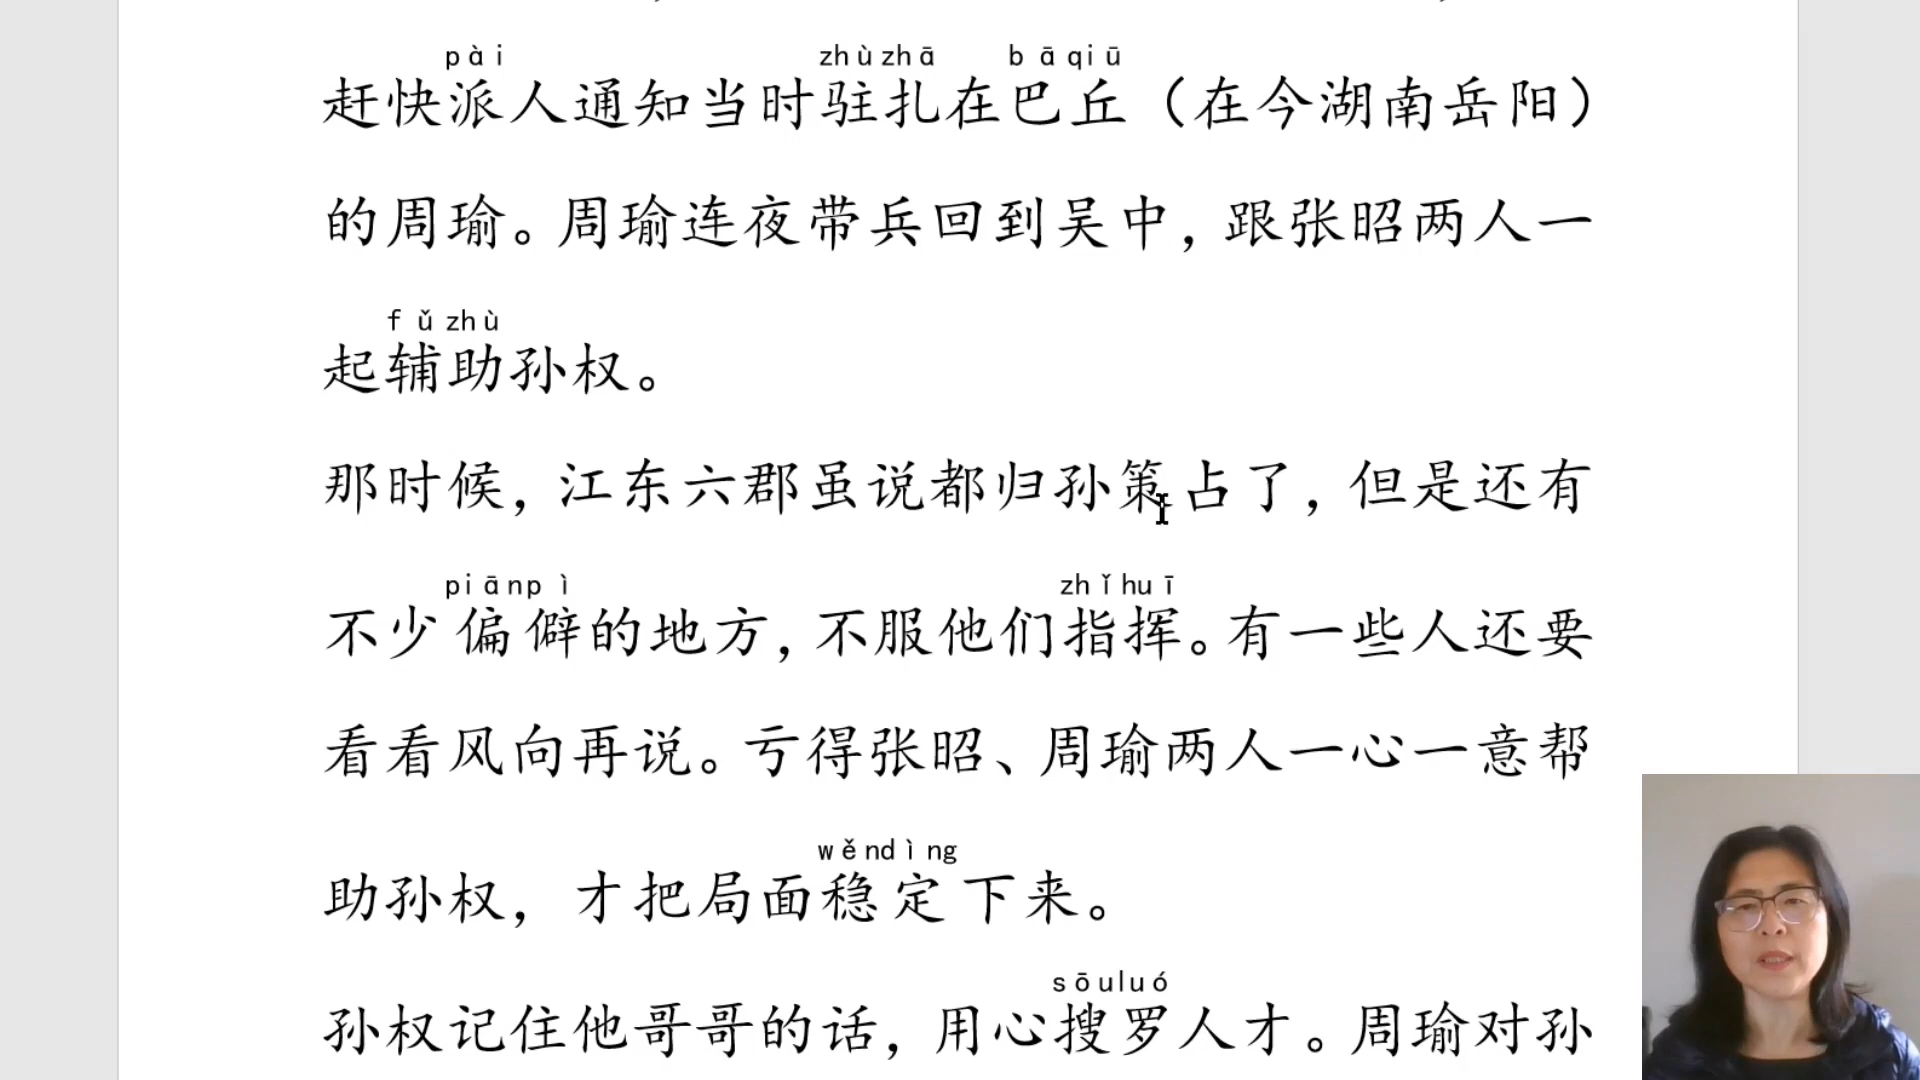 pài zhùzhā bāqiū
赶快派人通知当时驻扎在巴丘（在今湖南岳阳）
的周瑜。周瑜连夜带兵回到吴中，跟张昭两人一
fǔzhù
起辅助孙权。
那时候，江东六郡虽说都归孙策占了，但是还有
piānpì zhǐhuī
不少偏僻的地方，不服他们指挥。有一些人还要
看看风向再说。亏得张昭、周瑜两人一心一意帮
wěndìng
助孙权，才把局面稳定下来。
sōuluó
孙权记住他哥哥的话，用心搜罗人才。周瑜对孙